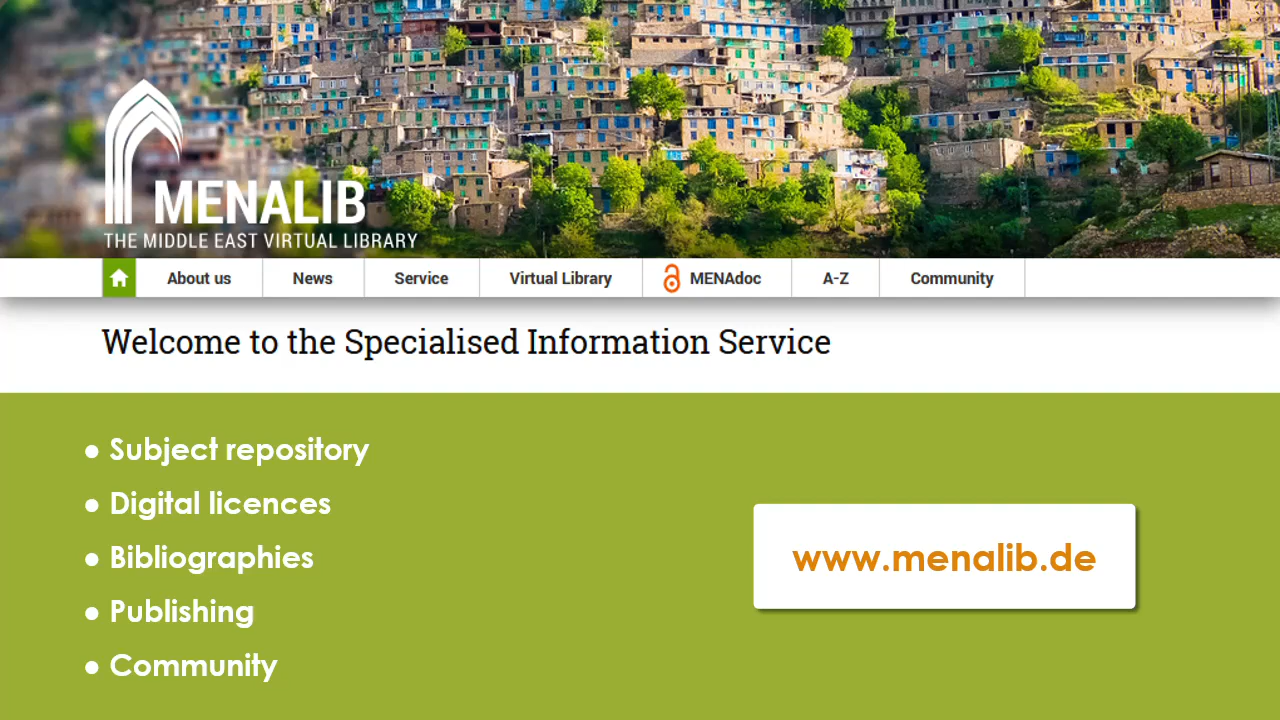 MENALIB
THE MIDDLE EAST VIRTUAL LIBRARY
About us News Service Virtual Library MENAdoc A-Z Community
Welcome to the Specialised Information Service
• Subject repository
• Digital licences
• Bibliographies
• Publishing
• Community
www.menalib.de